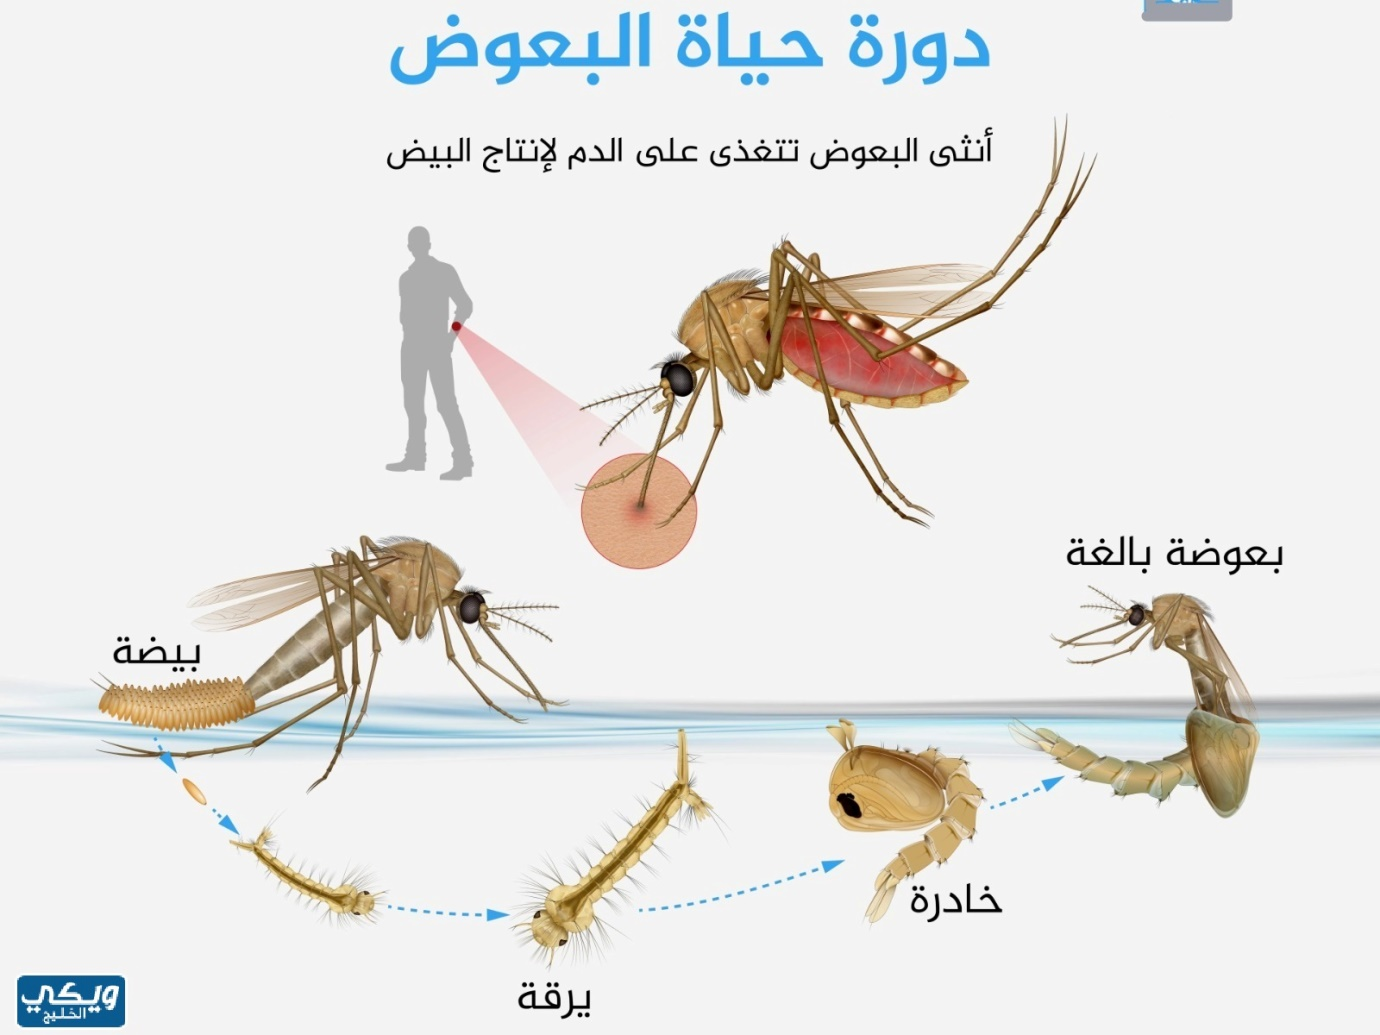 دورة حياة البعوض
أنثى البعوض تتغذى على الدم لإنتاج البيض
بعوضة بالغة
بيضة
خادرة
يرقة
ويكي
الخليج